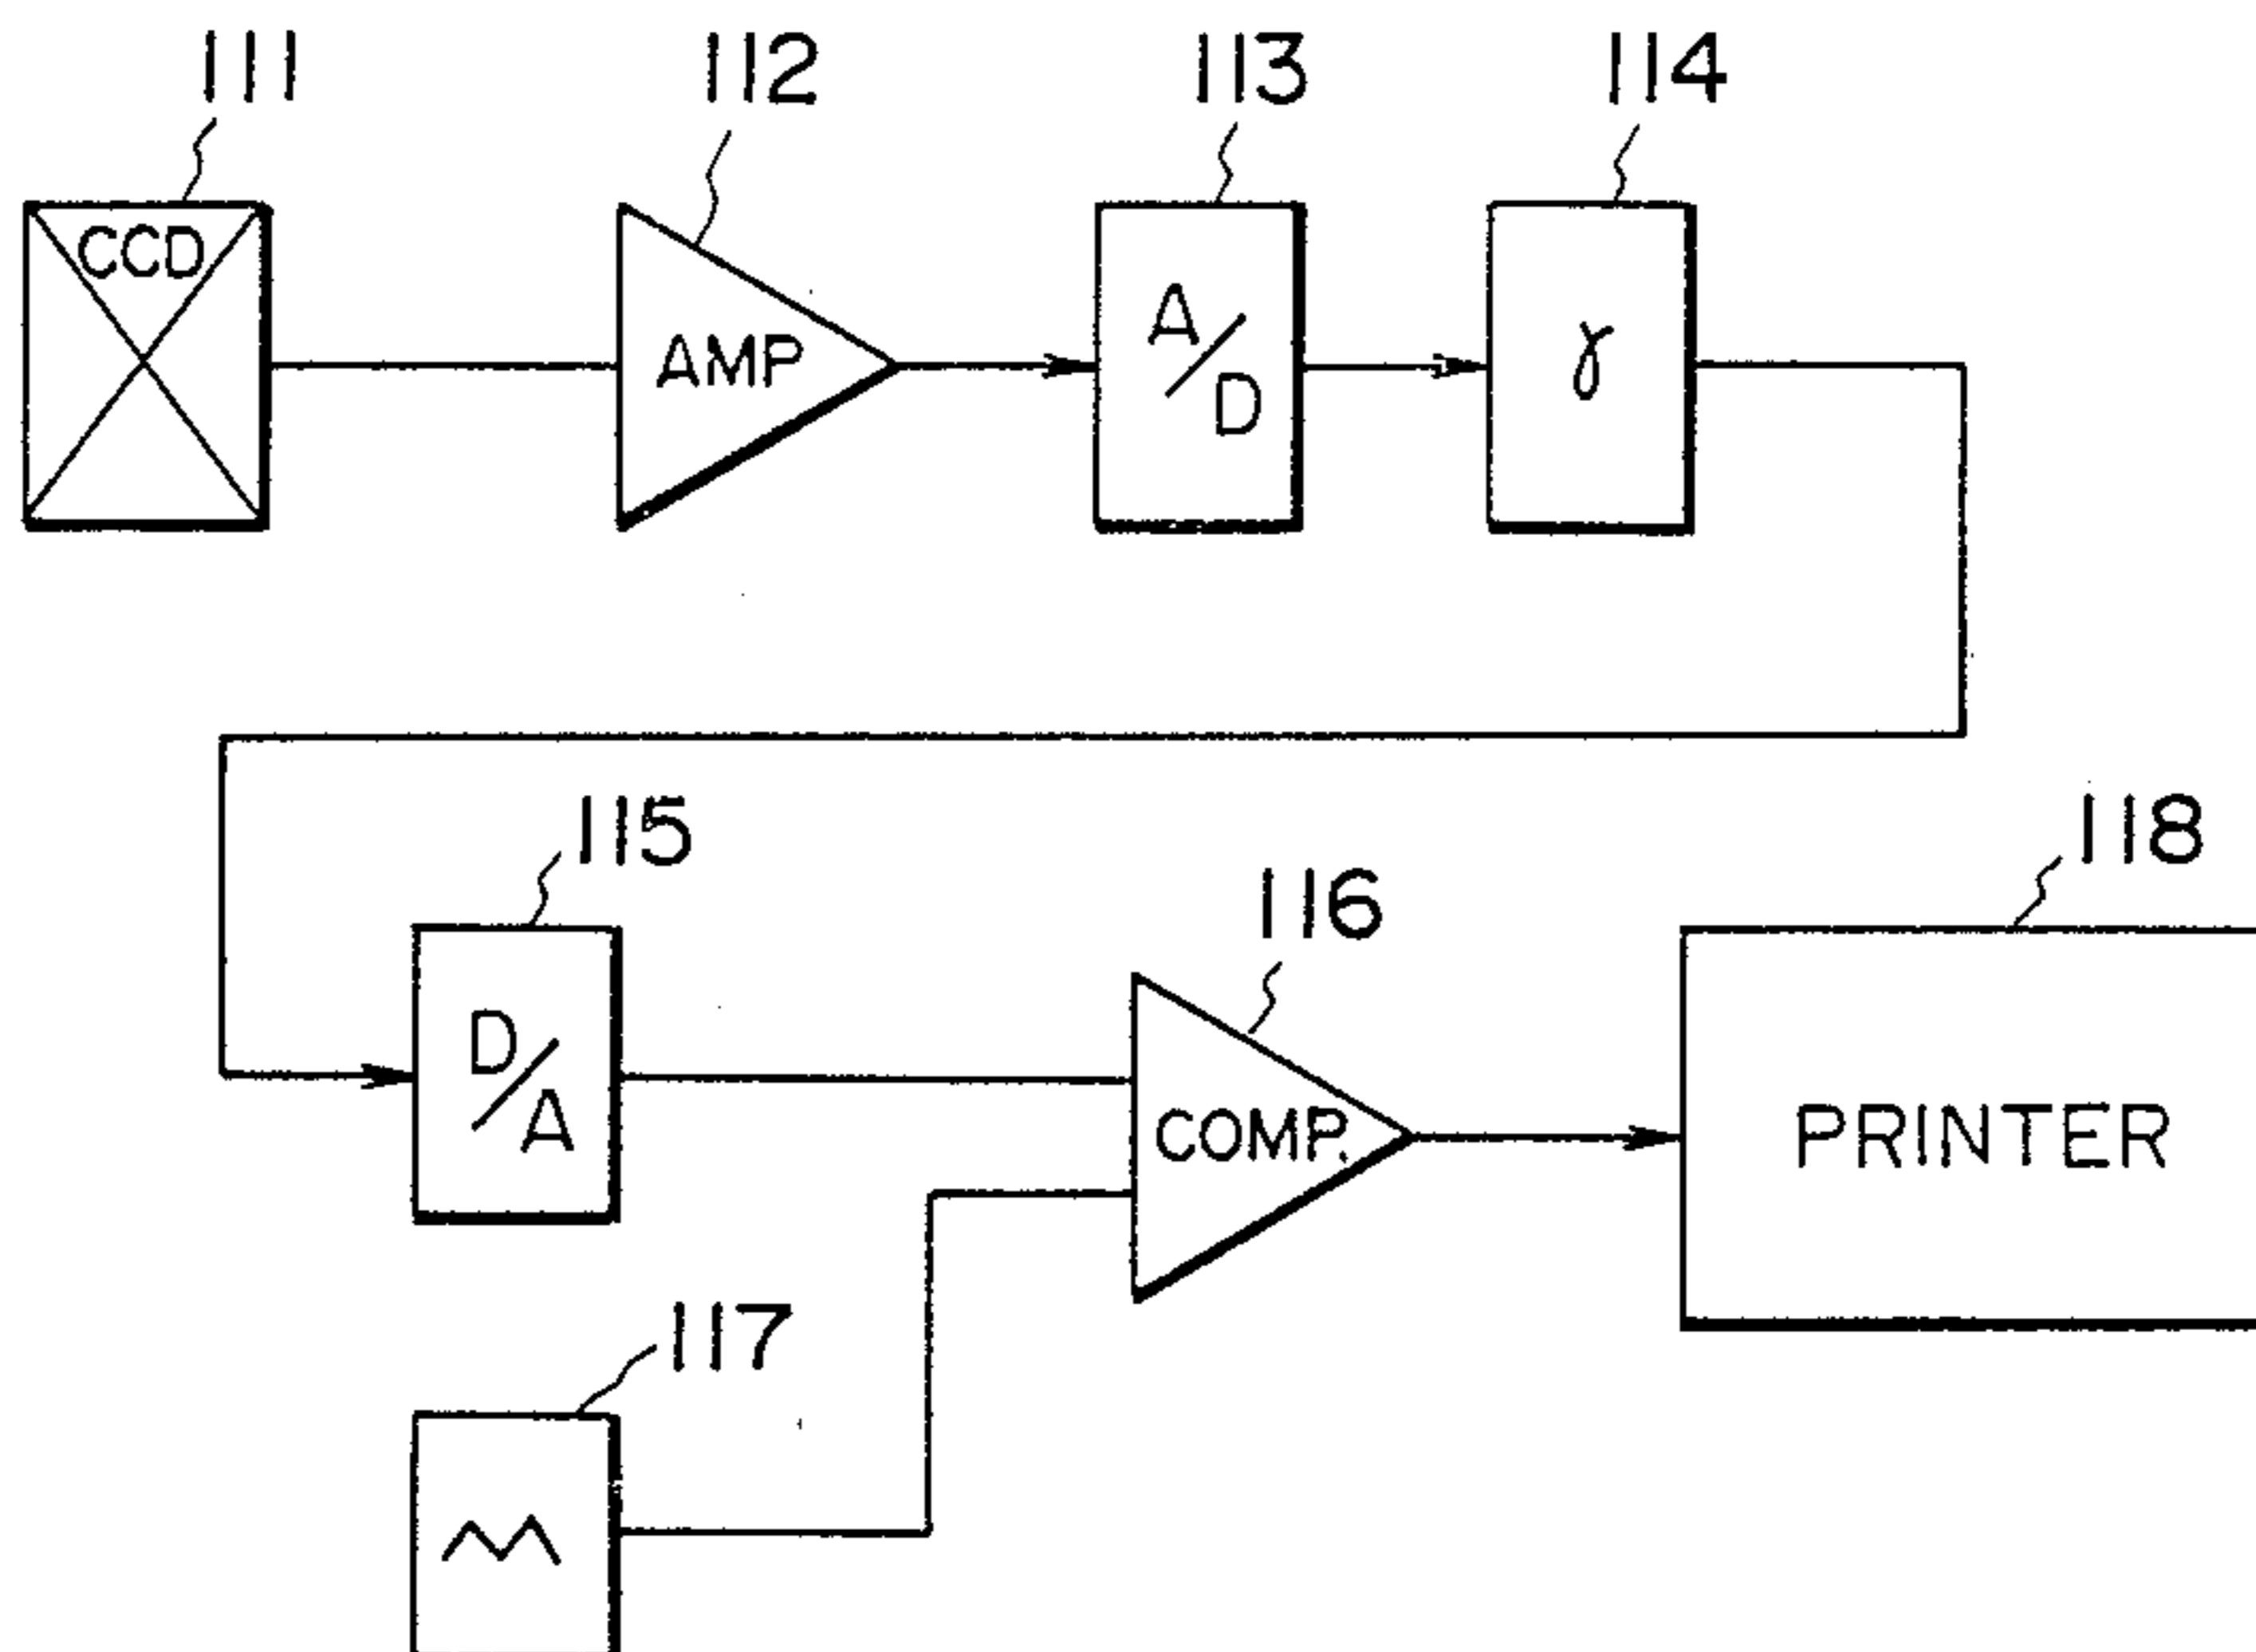 111
112
113
114
CCD
AMP
A/D
γ
115
116
118
D/A
COMP.
PRINTER
117